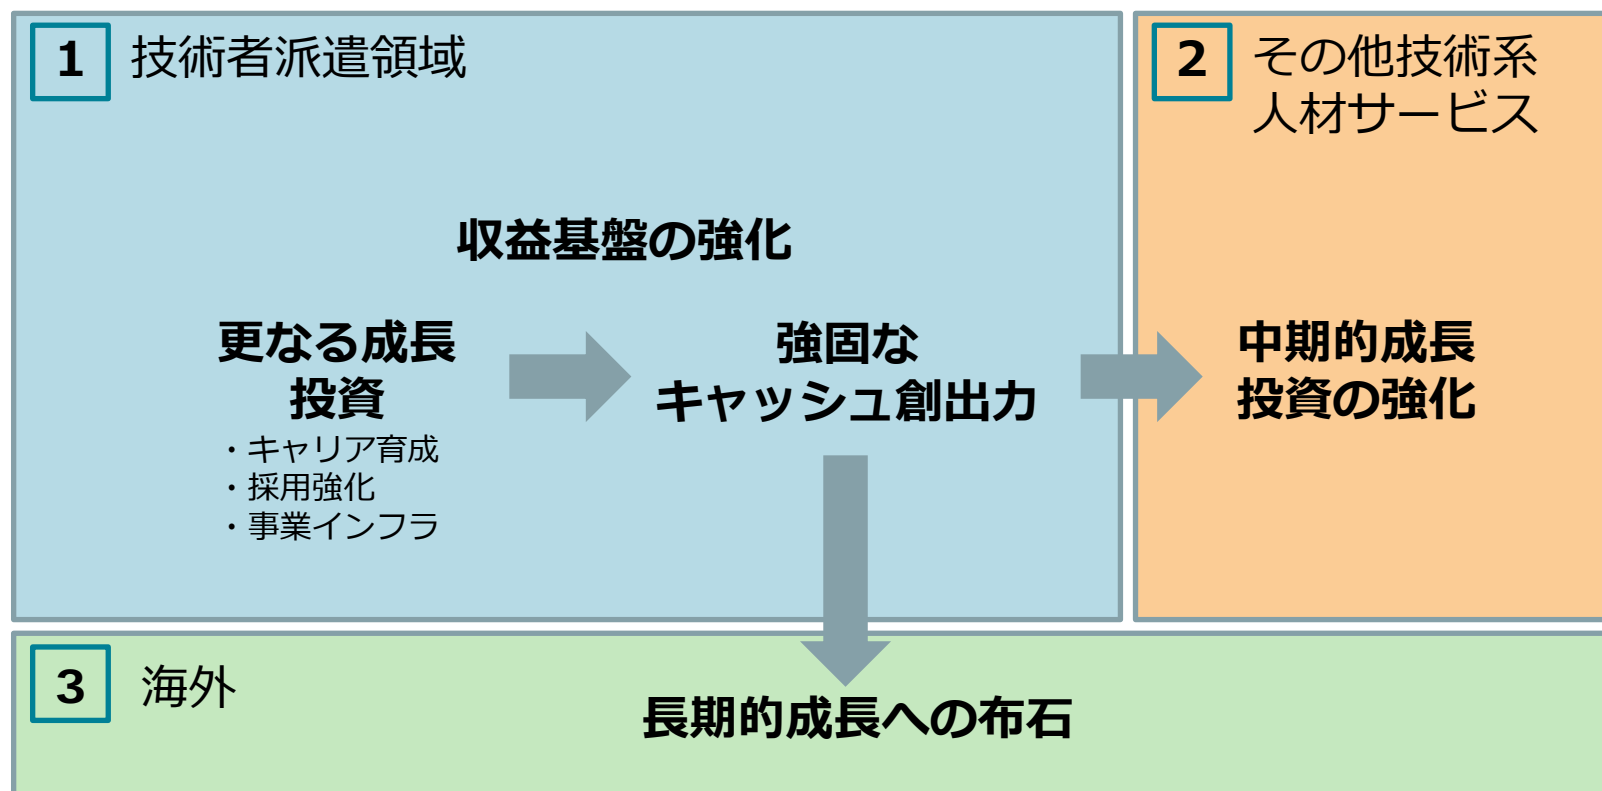 1 技術者派遣領域
収益基盤の強化
更なる成長
投資
・キャリア育成
・採用強化
・事業インフラ
強固な
キャッシュ創出力
2 その他技術系
人材サービス
中期的成長
投資の強化
3 海外
長期的成長への布石